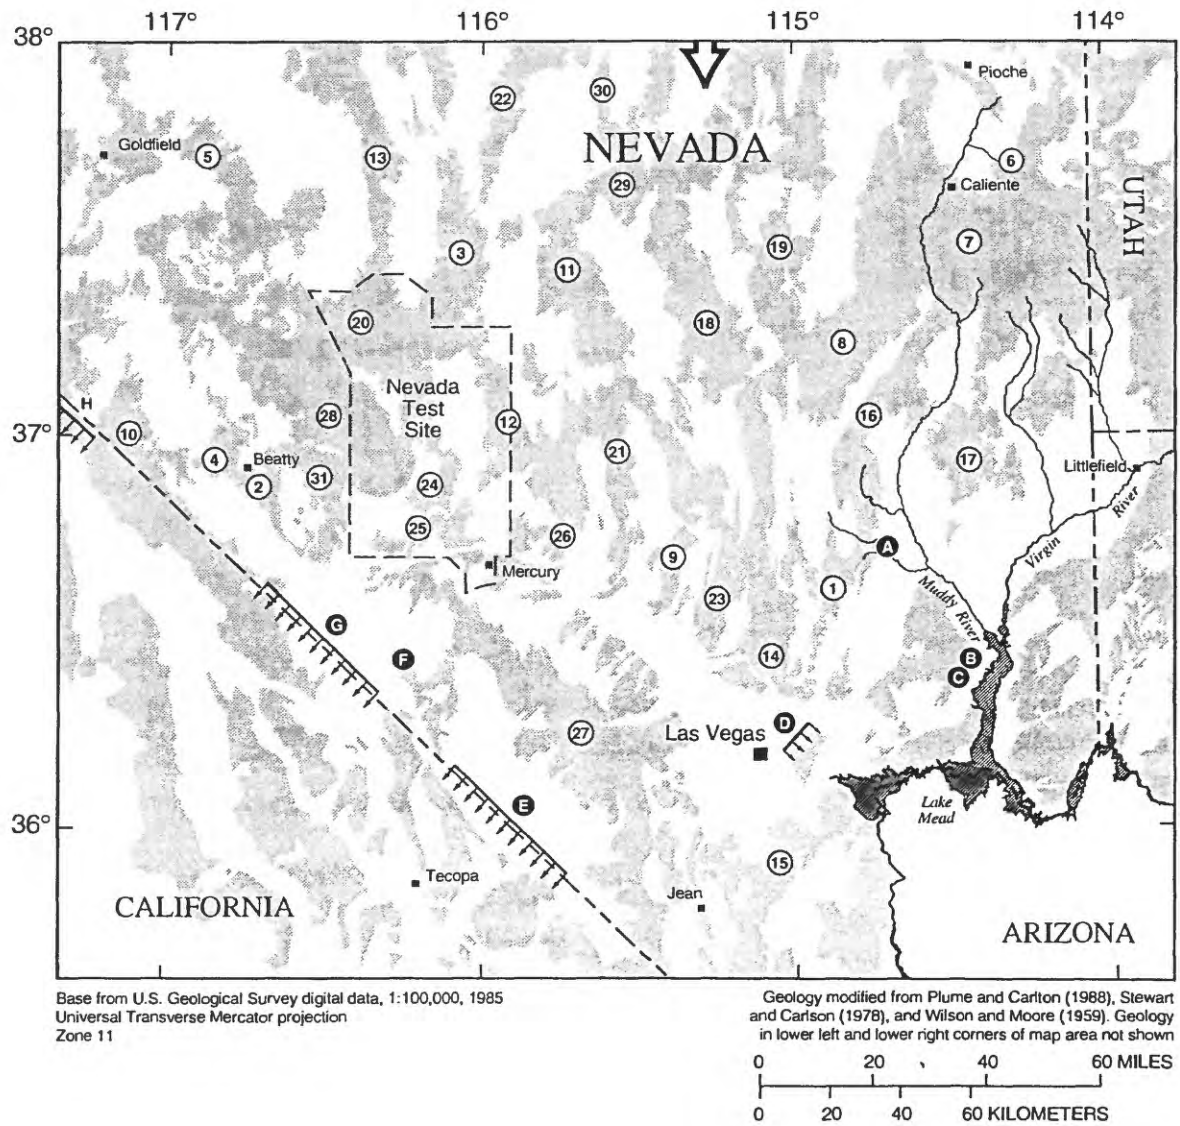 117° 116° 115° 114°
38°
Pioche
22 30
NEVADA
Goldfield
5 13 6
29 Caliente
UTAH
19 7
3 11
20 18 8
Nevada
Test
Site
H 28 12 16
37° 10
4 Beatty 21 17
2 31 24 Littlefield
25 26 River
Virgin
A
9
Mercury
23 1 Muddy River
G
F 14 B
C
D
27 Las Vegas
E
36° Lake
Mead
15
Tecopa Jean
CALIFORNIA ARIZONA
117° 116° 115° 114°
Base from U.S. Geological Survey digital data, 1:100,000, 1985
Universal Transverse Mercator projection
Zone 11
Geology modified from Plume and Carlton (1988), Stewart
and Carlson (1978), and Wilson and Moore (1959). Geology
in lower left and lower right corners of map area not shown
0 20 40 60 MILES
0 20 40 60 KILOMETERS